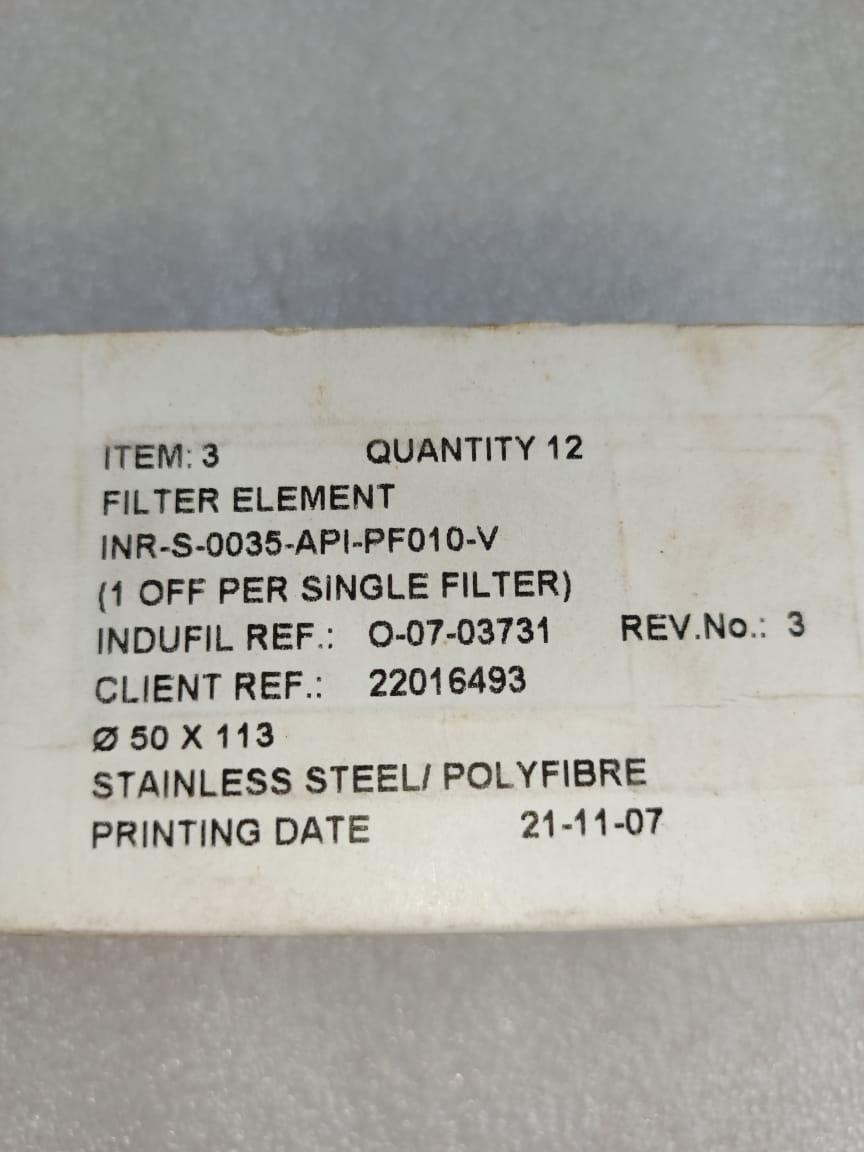 ITEM: 3 QUANTITY 12
FILTER ELEMENT
INR-S-0035-API-PF010-V
(1 OFF PER SINGLE FILTER)
INDUFIL REF.: O-07-03731 REV.No.: 3
CLIENT REF.: 22016493
Ø 50 X 113
STAINLESS STEEL/ POLYFIBRE
PRINTING DATE 21-11-07